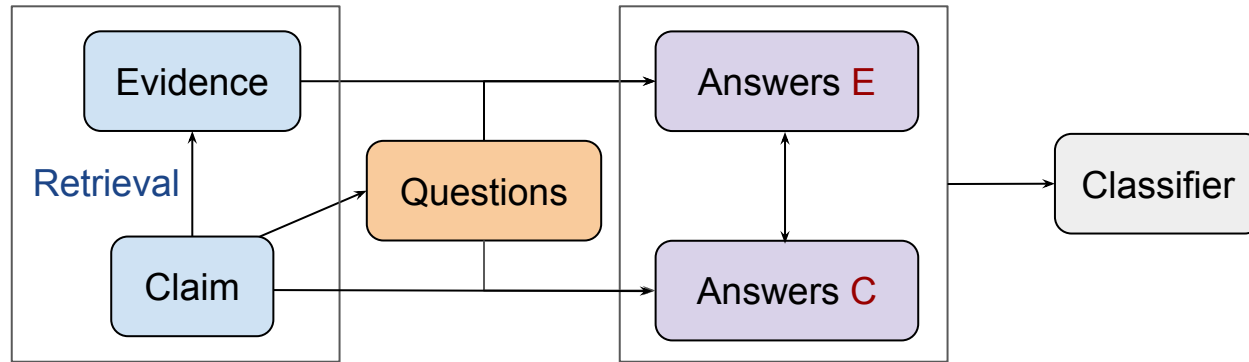 Evidence
Answers E
Retrieval
Questions
Classifier
Claim
Answers C